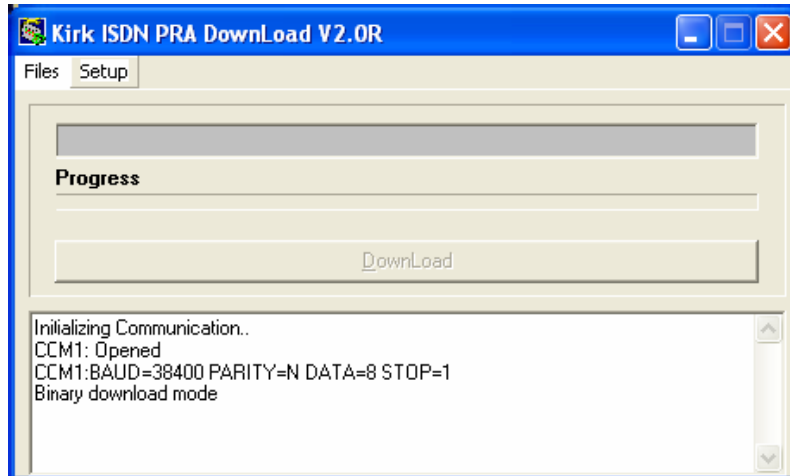 Kirk ISDN PRA DownLoad V2.0R
Files Setup
Progress
DownLoad
Initializing Communication..
CCM1: Opened
CCM1:BAUD=38400 PARITY=N DATA=8 STOP=1
Binary download mode